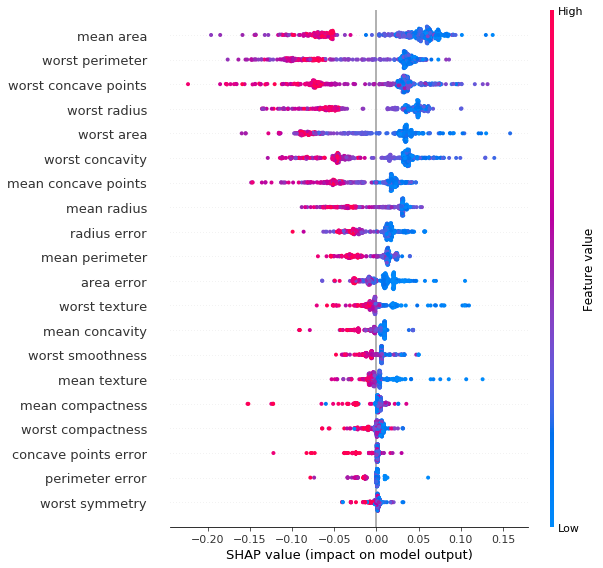 High
mean area
worst perimeter
worst concave points
worst radius
worst area
worst concavity
mean concave points
mean radius
radius error
mean perimeter
area error
worst texture
mean concavity
worst smoothness
mean texture
mean compactness
worst compactness
concave points error
perimeter error
worst symmetry
Feature value
Low
−0.20 −0.15 −0.10 −0.05 0.00 0.05 0.10 0.15
SHAP value (impact on model output)